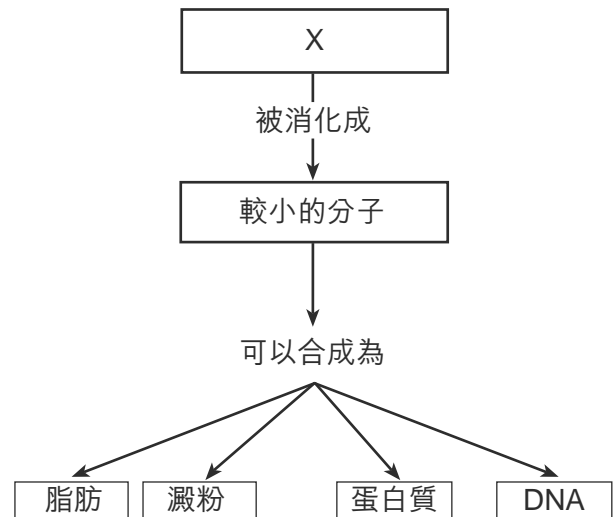 X
被消化成
較小的分子
可以合成為
脂肪 澱粉 蛋白質 DNA